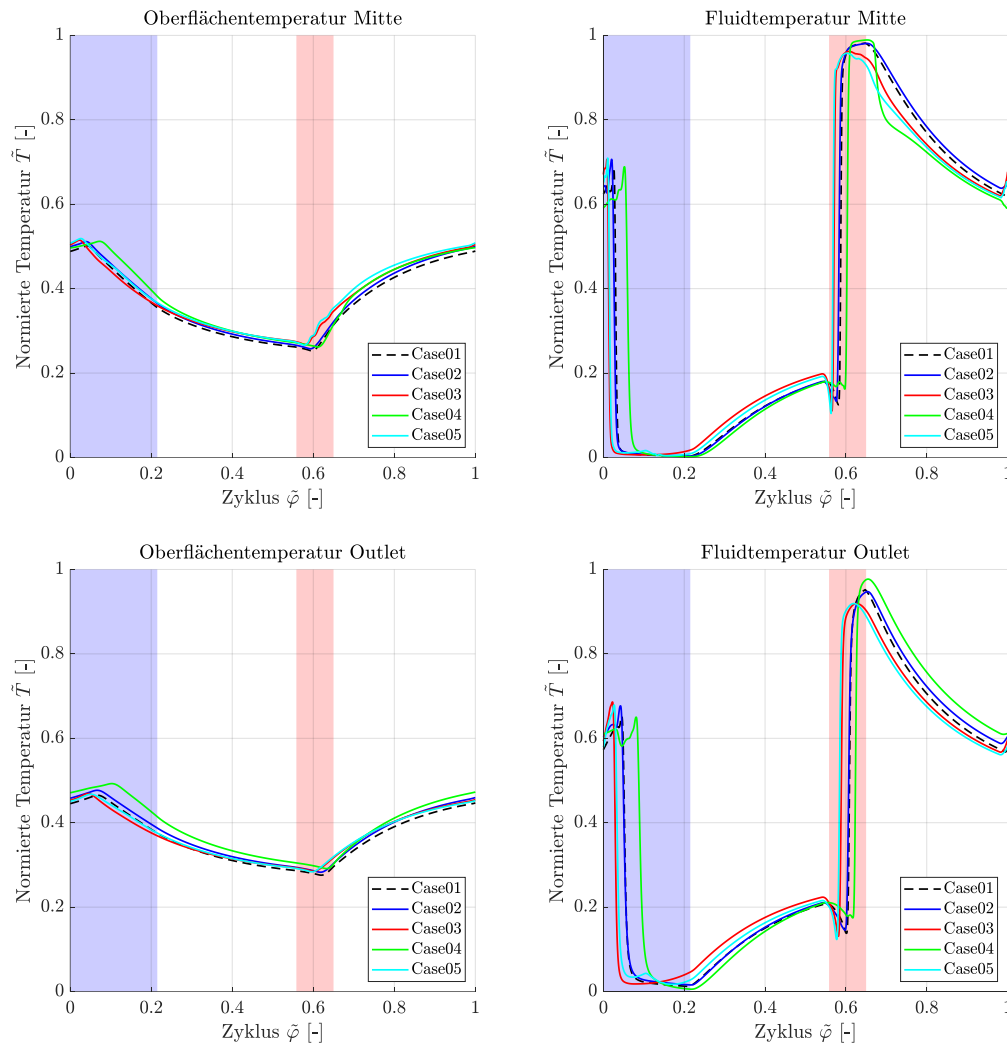 Oberflächentemperatur Mitte
Normierte Temperatur T̃ [-]
1
0.8
0.6
0.4
0.2
0
0 0.2 0.4 0.6 0.8 1
Zyklus φ̃ [-]
Case01
Case02
Case03
Case04
Case05
Fluidtemperatur Mitte
Normierte Temperatur T̃ [-]
1
0.8
0.6
0.4
0.2
0
0 0.2 0.4 0.6 0.8 1
Zyklus φ̃ [-]
Case01
Case02
Case03
Case04
Case05
Oberflächentemperatur Outlet
Normierte Temperatur T̃ [-]
1
0.8
0.6
0.4
0.2
0
0 0.2 0.4 0.6 0.8 1
Zyklus φ̃ [-]
Case01
Case02
Case03
Case04
Case05
Fluidtemperatur Outlet
Normierte Temperatur T̃ [-]
1
0.8
0.6
0.4
0.2
0
0 0.2 0.4 0.6 0.8 1
Zyklus φ̃ [-]
Case01
Case02
Case03
Case04
Case05